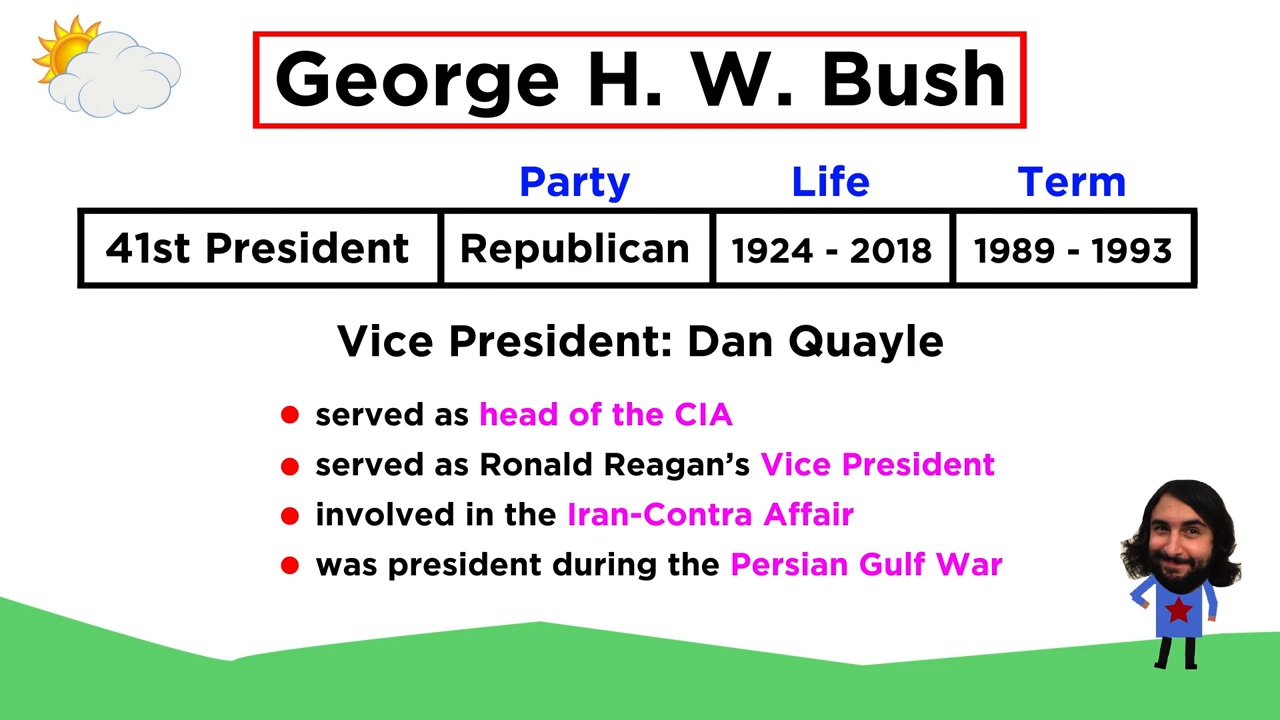 George H. W. Bush
Party Life Term
41st President Republican 1924 - 2018 1989 - 1993
Vice President: Dan Quayle
served as head of the CIA
served as Ronald Reagan’s Vice President
involved in the Iran-Contra Affair
was president during the Persian Gulf War